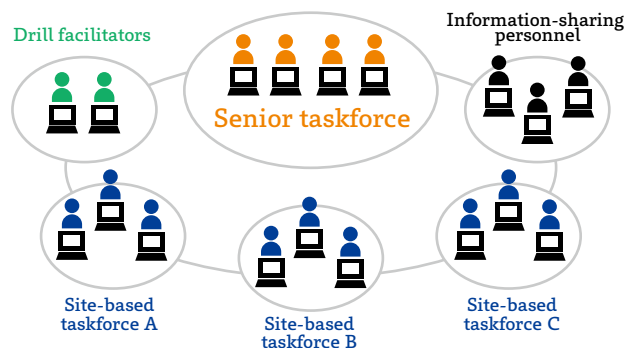 Drill facilitators
Information-sharing
personnel
Senior taskforce
Site-based
taskforce A
Site-based
taskforce B
Site-based
taskforce C